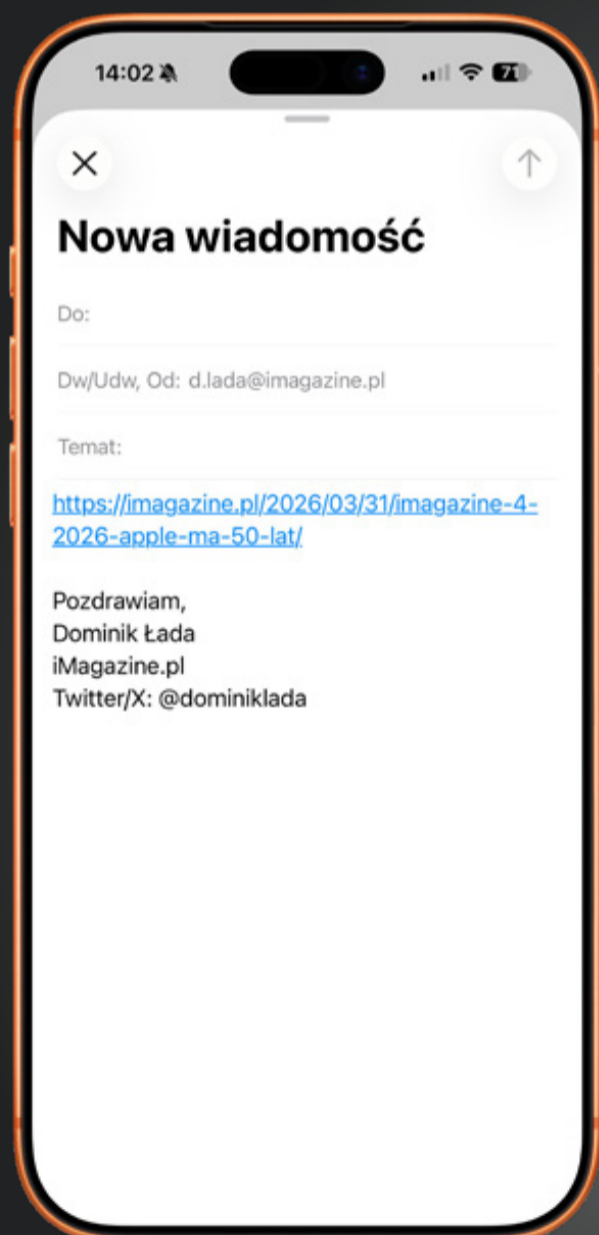 14:02
71
Nowa wiadomość
Do:
Dw/Udw, Od: d.lada@imagazine.pl
Temat:
https://imagazine.pl/2026/03/31/imagazine-4-
2026-apple-ma-50-lat/
Pozdrawiam,
Dominik Łada
iMagazine.pl
Twitter/X: @dominiklada